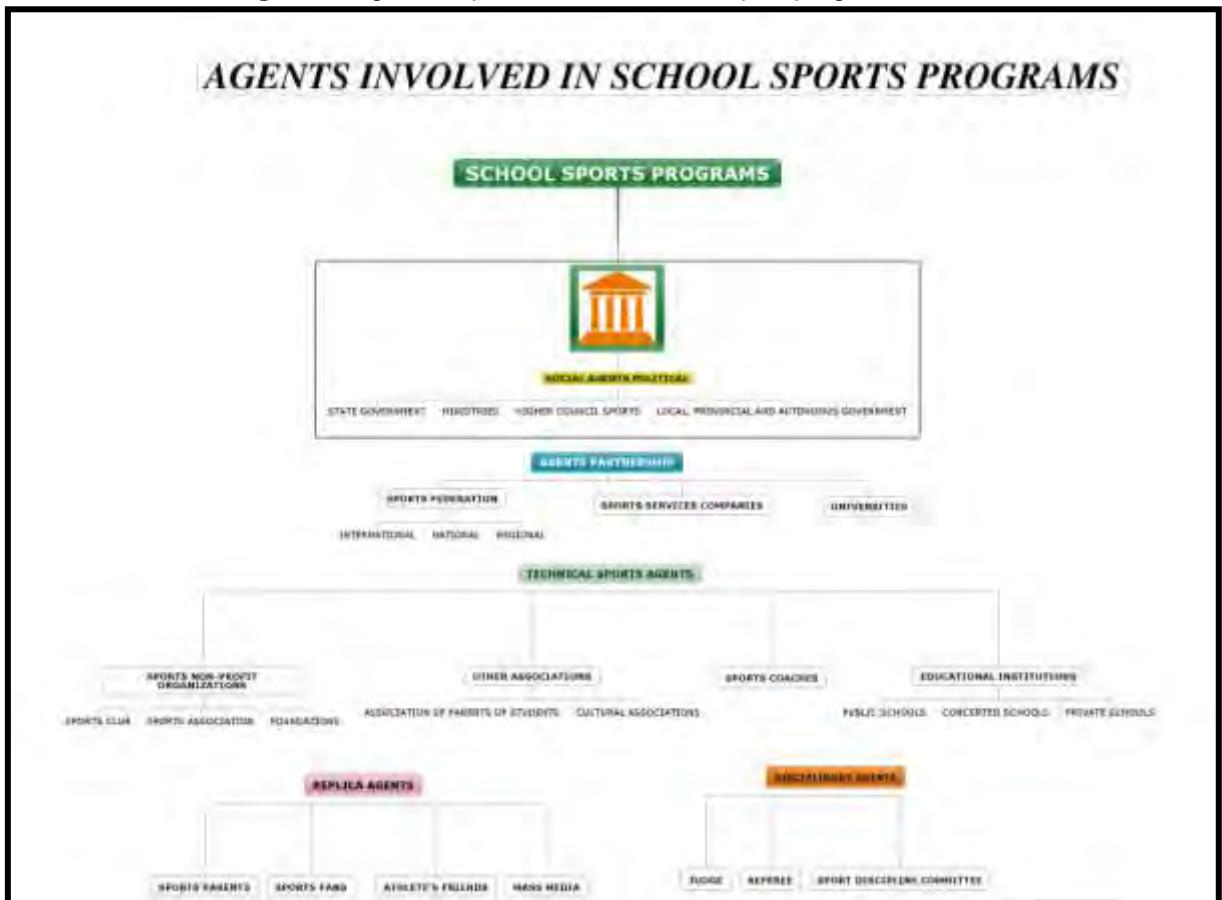 AGENTS INVOLVED IN SCHOOL SPORTS PROGRAMS
SCHOOL SPORTS PROGRAMS
SOCIAL AGENTS POLITICAL
STATE GOVERNMENT MINISTRIES HIGHER COUNCIL SPORTS LOCAL, PROVINCIAL AND AUTONOMOUS GOVERNMENT
AGENTS PARTNERSHIP
SPORTS FEDERATION SPORTS SERVICES COMPANIES UNIVERSITIES
INTERNATIONAL NATIONAL REGIONAL
TECHNICAL SPORTS AGENTS
SPORTS NON-PROFIT
ORGANIZATIONS
OTHER ASSOCIATIONS SPORTS COACHES EDUCATIONAL INSTITUTIONS
SPORTS CLUB SPORTS ASSOCIATION FOUNDATIONS ASSOCIATION OF PARENTS OF STUDENTS CULTURAL ASSOCIATIONS PUBLIC SCHOOLS CONCERTED SCHOOLS PRIVATE SCHOOLS
REPLICA AGENTS DISCIPLINARY AGENTS
SPORTS PARENTS SPORTS FANS ATHLETE'S FRIENDS MASS MEDIA JUDGE REFEREE SPORT DISCIPLINE COMMITTEE